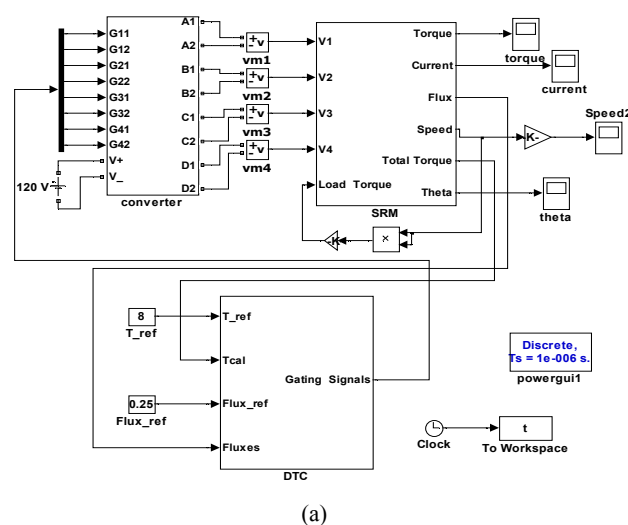 G11
G12
G21
G22
G31
G32
G41
G42
V+
V_
A1
A2
B1
B2
C1
C2
D1
D2
converter
120 V
+
-v
vm1
+
-v
vm2
+
-v
vm3
+
-v
vm4
V1
V2
V3
V4
Load Torque
Torque
Current
Flux
Speed
Total Torque
Theta
SRM
torque
current
K-
Speed2
theta
-K
×
8
T_ref
0.25
Flux_ref
T_ref
Tcal
Flux_ref
Fluxes
Gating Signals
DTC
Discrete,
Ts = 1e-006 s.
powergui1
Clock
t
To Workspace
(a)